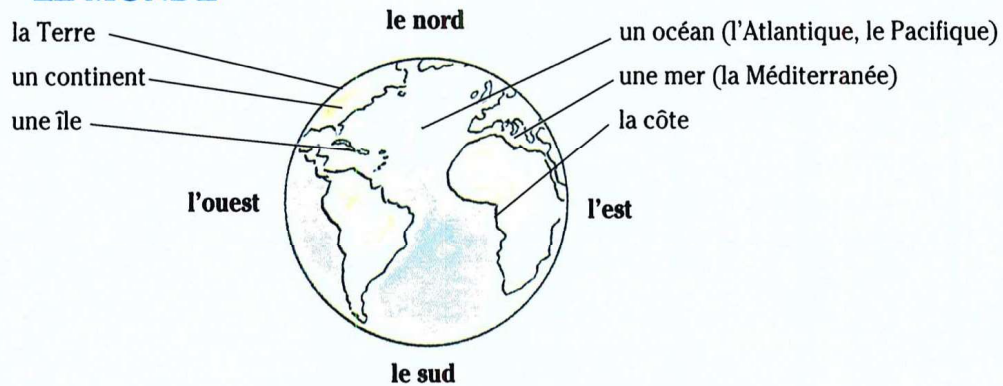 le nord
la Terre
un océan (l'Atlantique, le Pacifique)
un continent
une mer (la Méditerranée)
une île
la côte
l'ouest
l'est
le sud